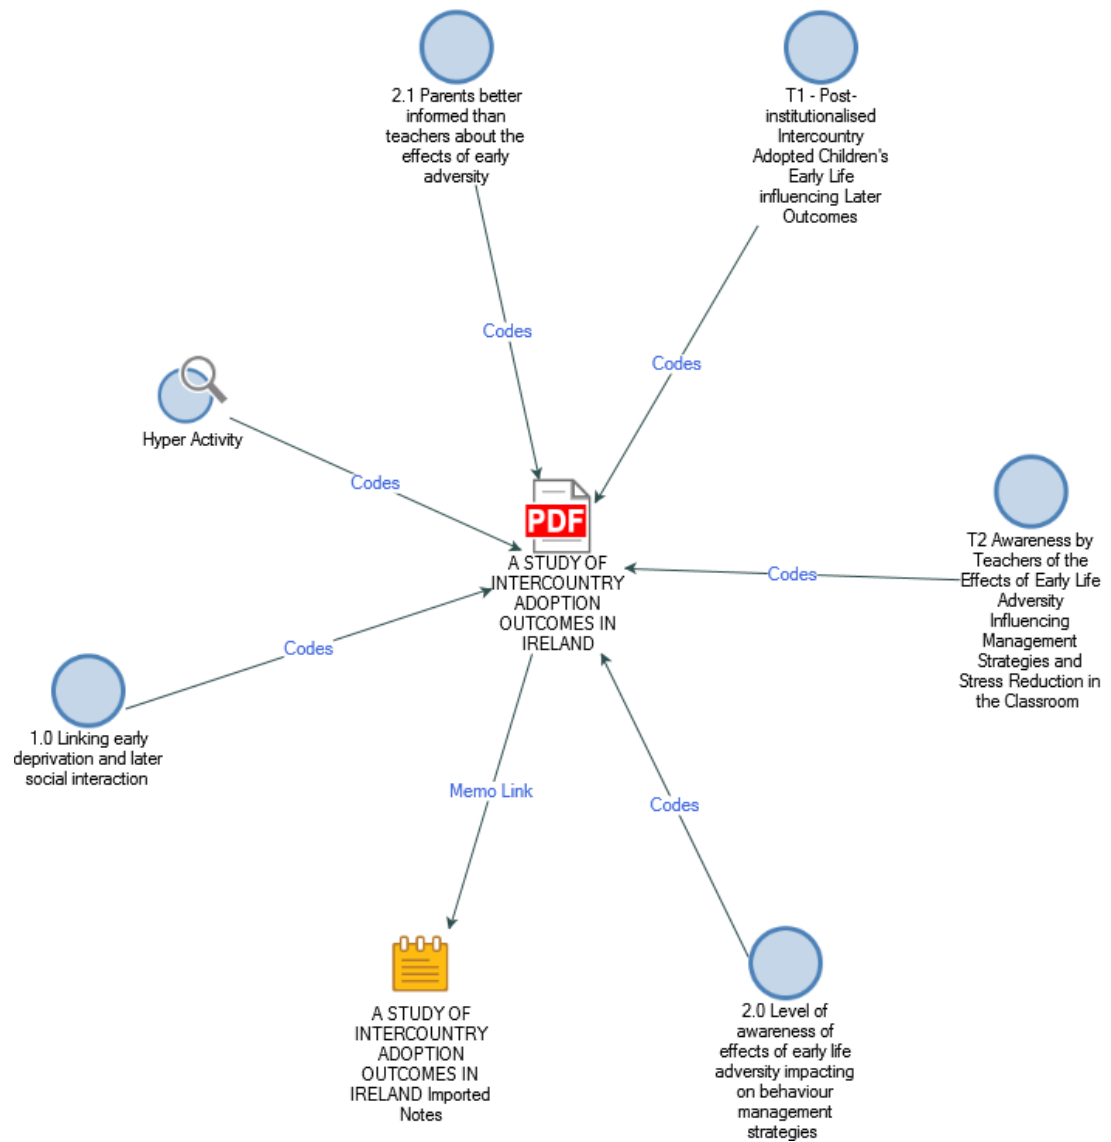 2.1 Parents better
informed than
teachers about the
effects of early
adversity
T1 - Post-
institutionalised
Intercountry
Adopted Children's
Early Life
influencing Later
Outcomes
Codes
Codes
Hyper Activity
Codes
PDF
A STUDY OF
INTERCOUNTRY
ADOPTION
OUTCOMES IN
IRELAND
Codes
T2 Awareness by
Teachers of the
Effects of Early Life
Adversity
Influencing
Management
Strategies and
Stress Reduction in
the Classroom
Codes
1.0 Linking early
deprivation and later
social interaction
Memo Link
Codes
A STUDY OF
INTERCOUNTRY
ADOPTION
OUTCOMES IN
IRELAND Imported
Notes
2.0 Level of
awareness of
effects of early life
adversity impacting
on behaviour
management
strategies